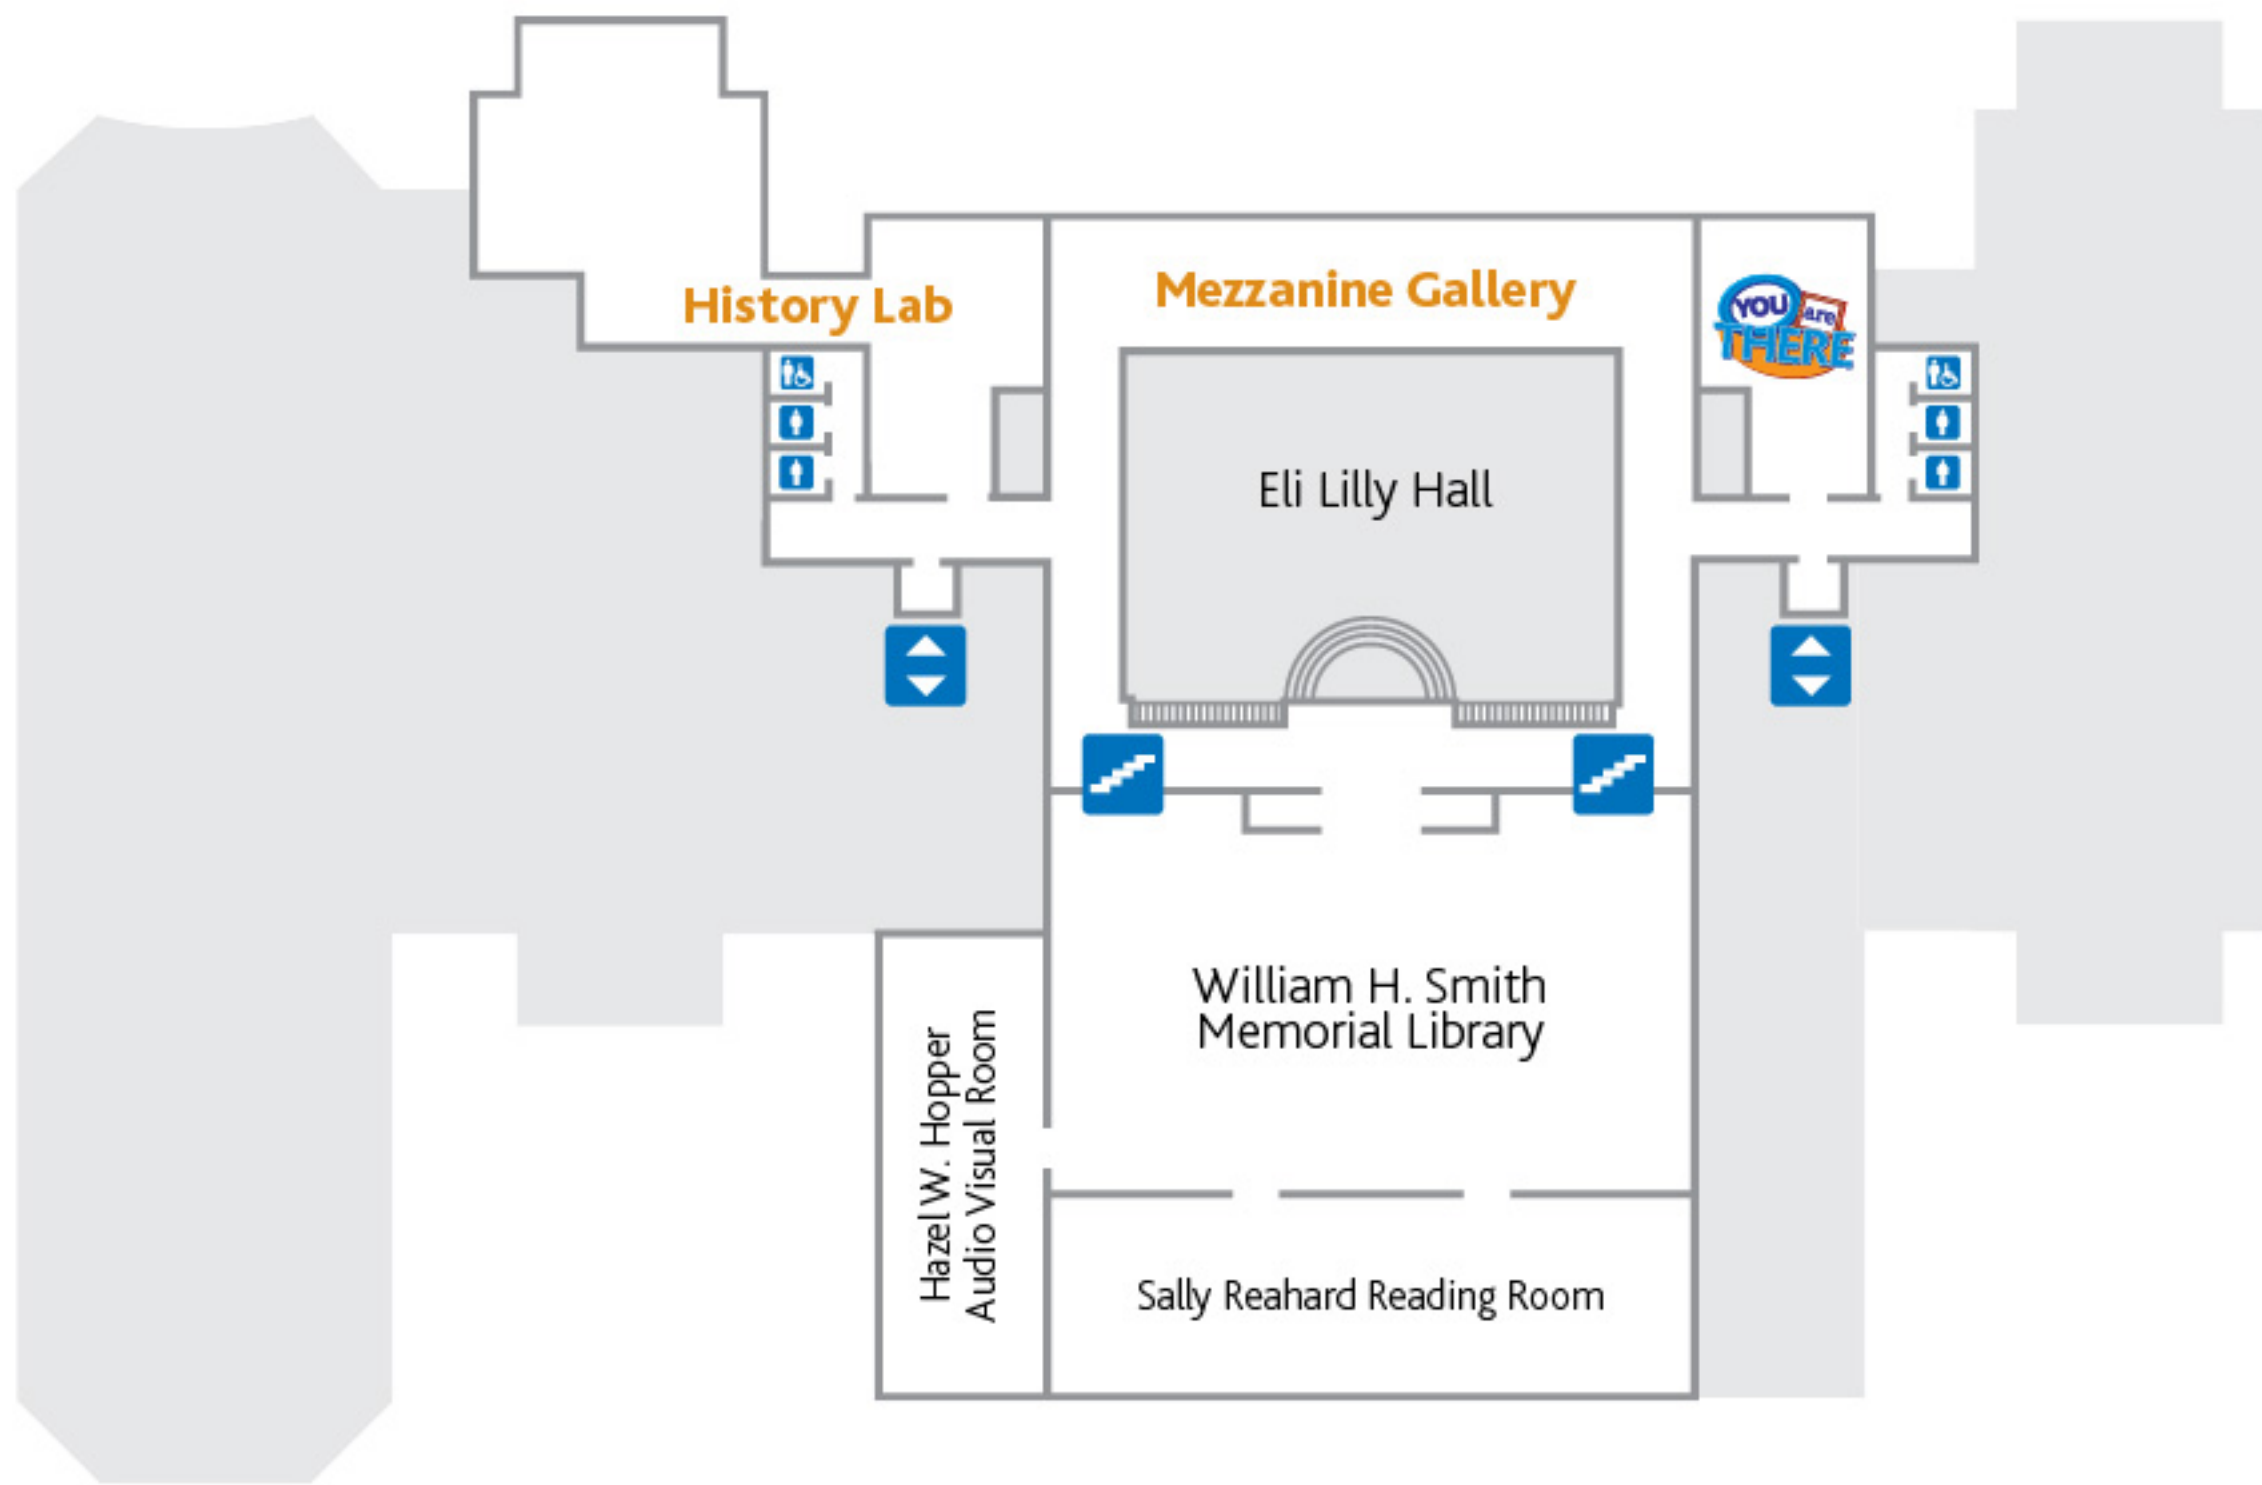 History Lab
Mezzanine Gallery
YOU are
THERE
Eli Lilly Hall
William H. Smith
Memorial Library
Hazel W. Hopper
Audio Visual Room
Sally Reahard Reading Room